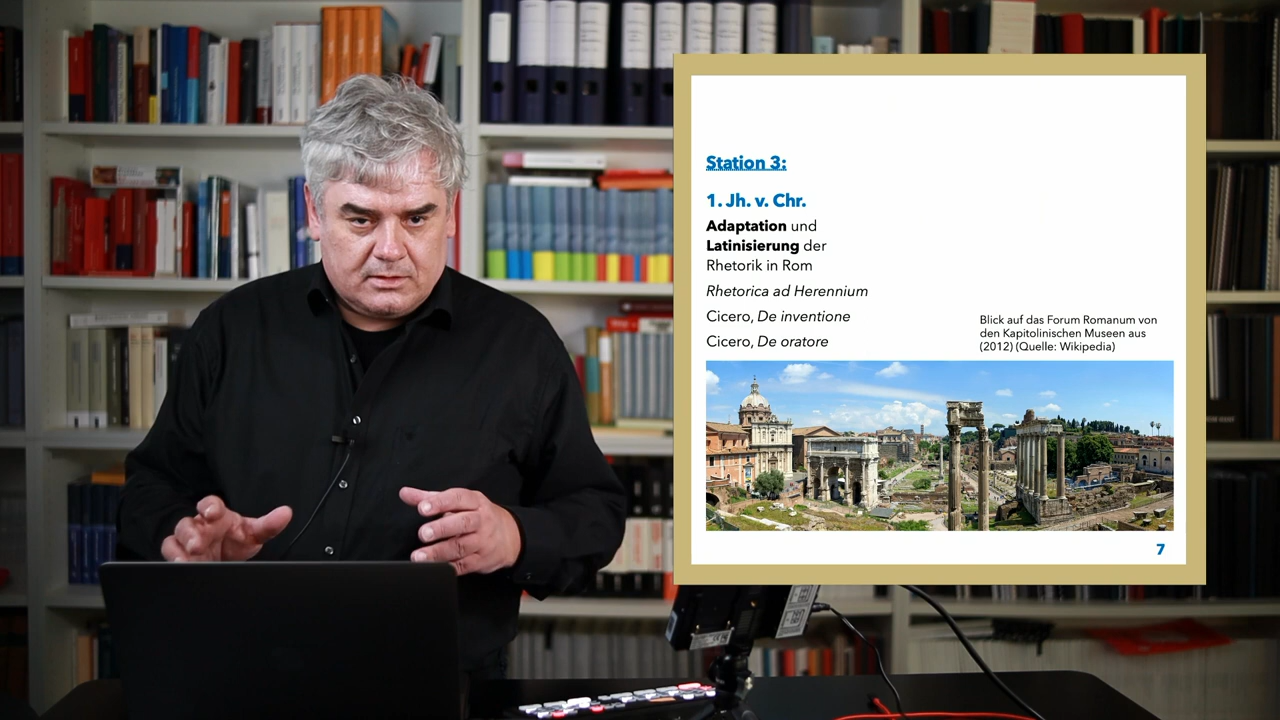 Station 3:
1. Jh. v. Chr.
Adaptation und
Latinisierung der
Rhetorik in Rom
Rhetorica ad Herennium
Cicero, De inventione
Cicero, De oratore
Blick auf das Forum Romanum von
den Kapitolinischen Museen aus
(2012) (Quelle: Wikipedia)
7